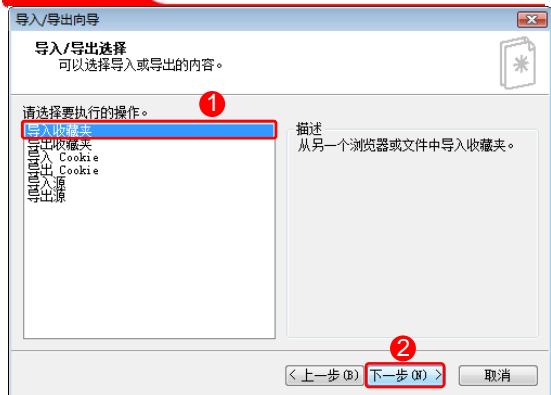 导入/导出向导
导入/导出选择
可以选择导入或导出的内容。
请选择要执行的操作。
1
导入收藏夹
导出收藏夹
导入 Cookie
导出 Cookie
导入源
导出源
描述
从另一个浏览器或文件中导入收藏夹。
2
< 上一步(B) 下一步(N) > 取消